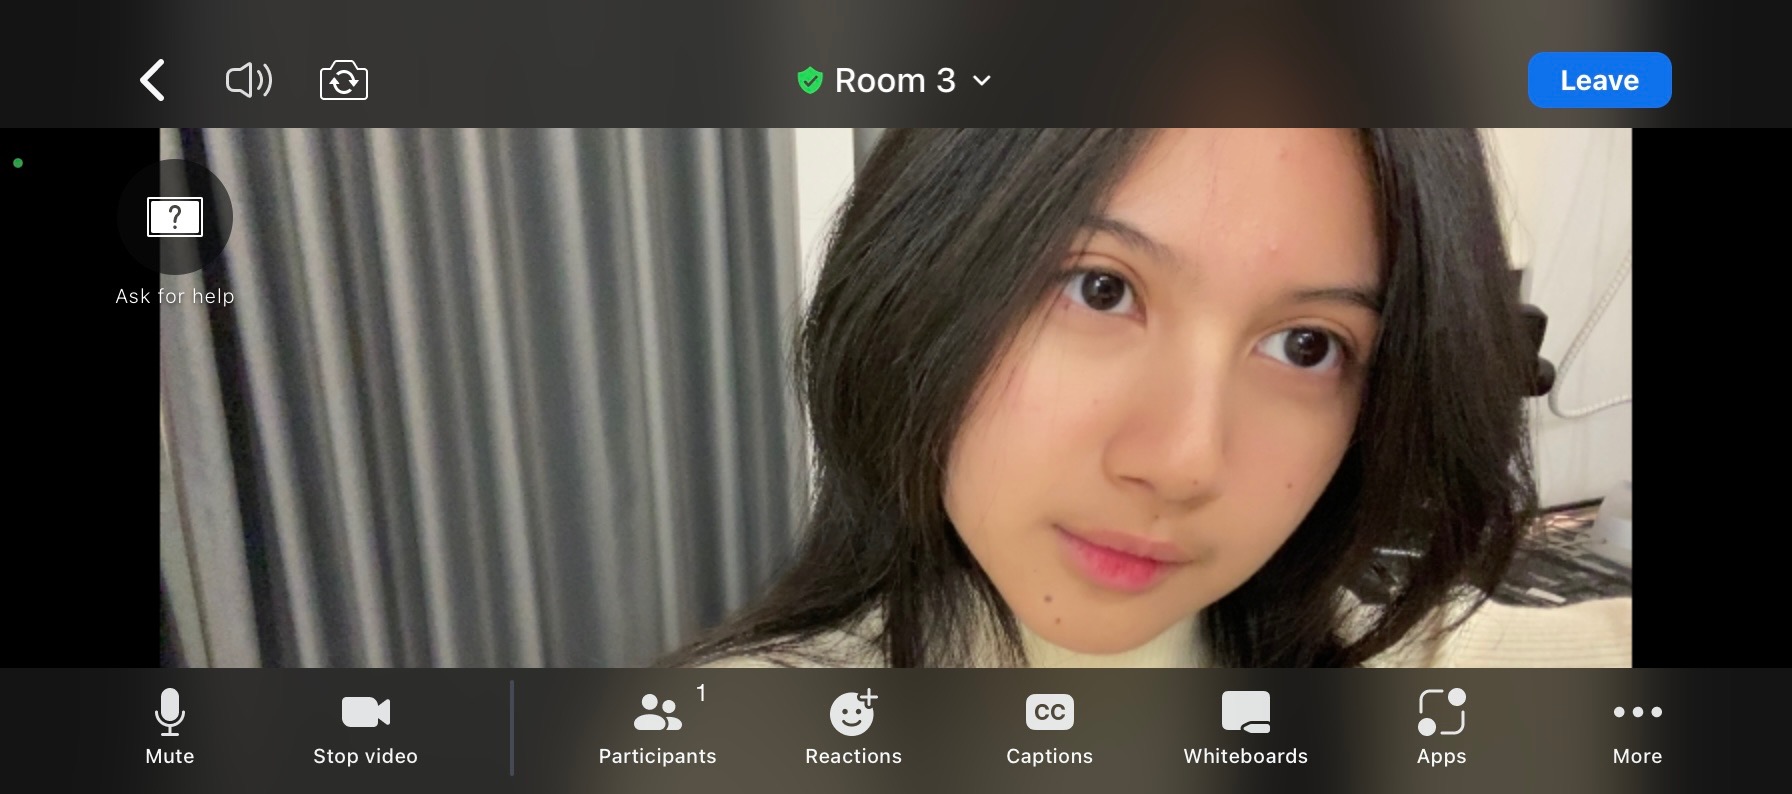 Room 3
Leave
?
Ask for help
1
CC
Mute
Stop video
Participants
Reactions
Captions
Whiteboards
Apps
More